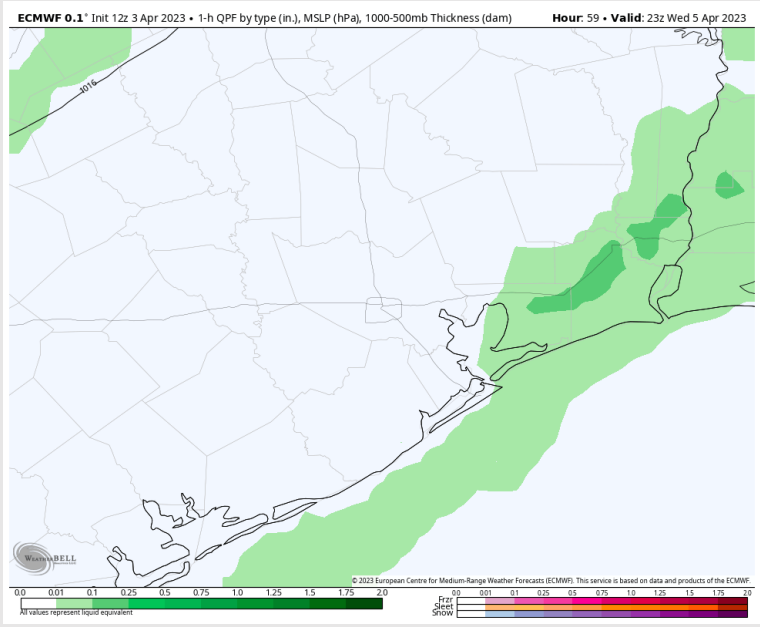 ECMWF 0.1° Init 12z 3 Apr 2023 • 1-h QPF by type (in.), MSLP (hPa), 1000-500mb Thickness (dam) Hour: 59 • Valid: 23z Wed 5 Apr 2023
1016
WeatherBELL
© 2023 European Centre for Medium-Range Weather Forecasts (ECMWF). This service is based on data and products of the ECMWF.
0.0 0.01 0.1 0.25 0.5 0.75 1.0 1.25 1.5 1.75 2.0
All values represent liquid equivalent
0.0 0.01 0.1 0.25 0.5 0.75 1.0 1.25 1.5 1.75 2.0
Frzr
Sleet
Snow